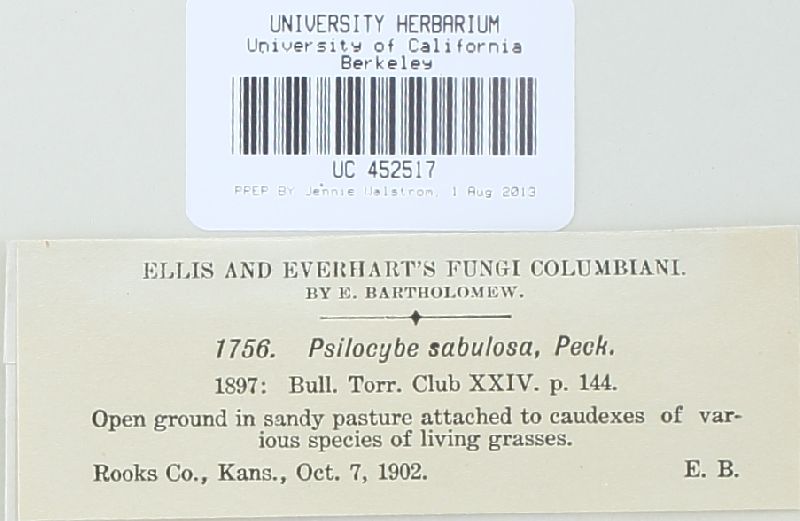 UNIVERSITY HERBARIUM
University of California
Berkeley
UC 452517
PREP BY Jennie Walstrom, 1 Aug 2013
ELLIS AND EVERHART'S FUNGI COLUMBIANI.
BY E. BARTHOLOMEW.
1756. Psilocybe sabulosa, Peck.
1897: Bull. Torr. Club XXIV. p. 144.
Open ground in sandy pasture attached to caudexes of var-
ious species of living grasses.
Rooks Co., Kans., Oct. 7, 1902. E. B.